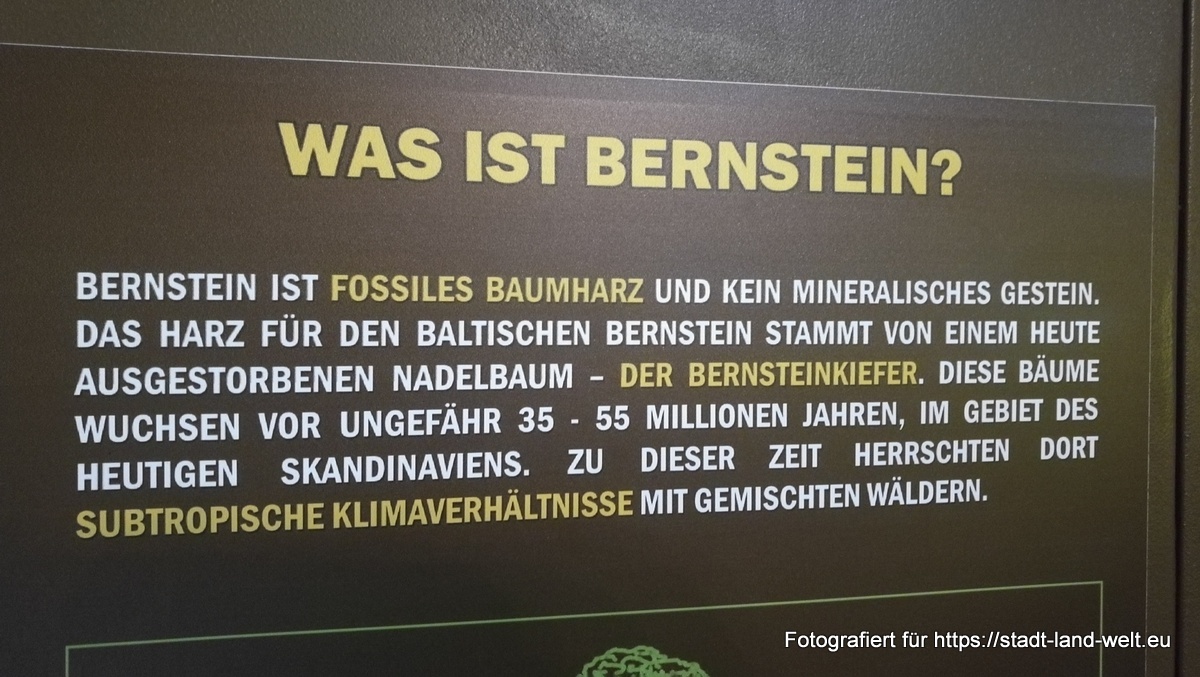 WAS IST BERNSTEIN?
BERNSTEIN IST FOSSILES BAUMHARZ UND KEIN MINERALISCHES GESTEIN.
DAS HARZ FÜR DEN BALTISCHEN BERNSTEIN STAMMT VON EINEM HEUTE
AUSGESTORBENEN NADELBAUM – DER BERNSTEINKIEFER. DIESE BÄUME
WUCHSEN VOR UNGEFÄHR 35 - 55 MILLIONEN JAHREN, IM GEBIET DES
HEUTIGEN SKANDINAVIENS. ZU DIESER ZEIT HERRSCHTEN DORT
SUBTROPISCHE KLIMAVERHÄLTNISSE MIT GEMISCHTEN WÄLDERN.
Fotografiert für https://stadt-land-welt.eu